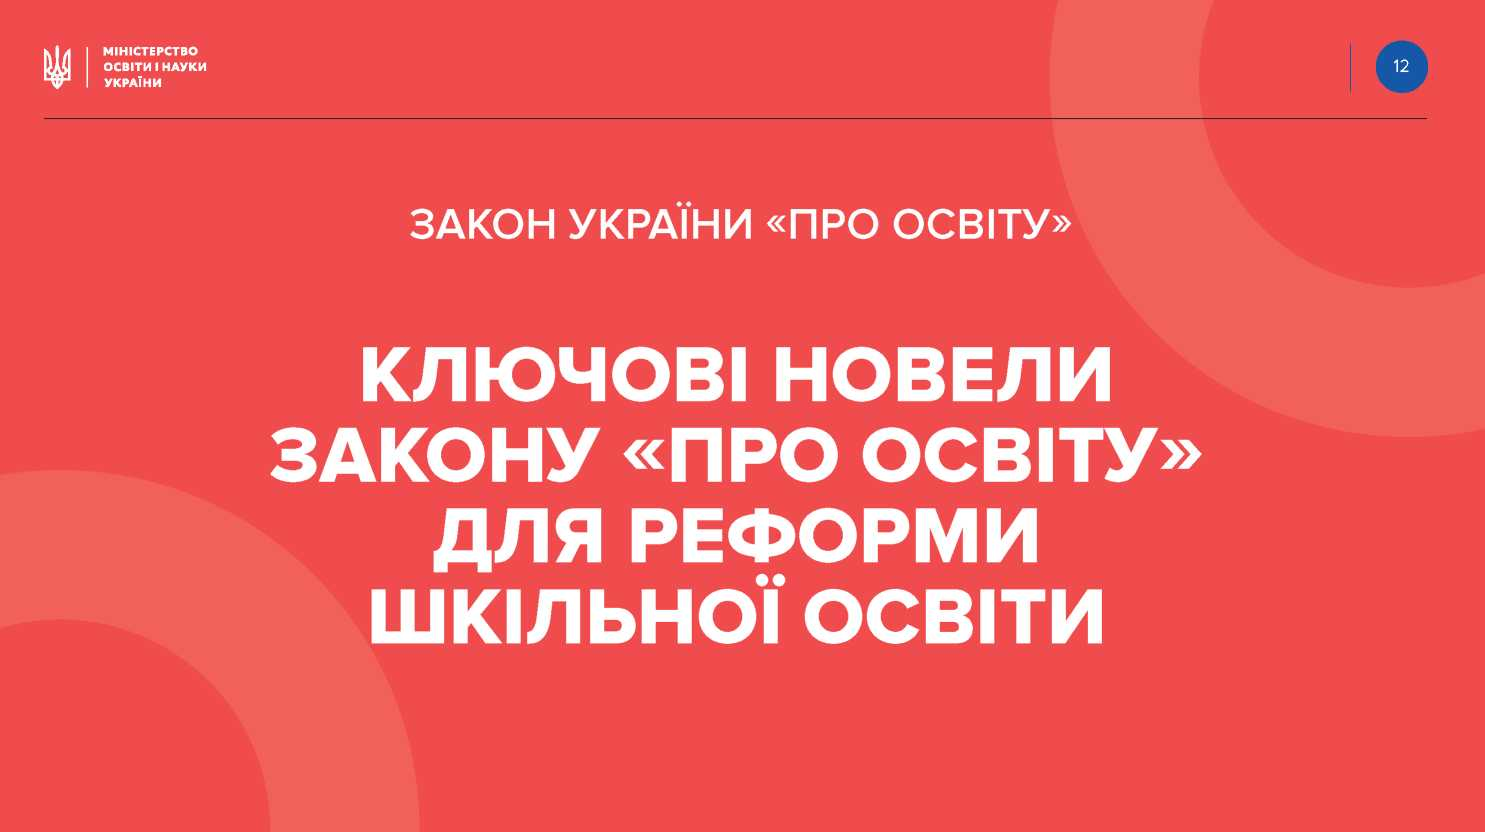 МІНІСТЕРСТВО
ОСВІТИ І НАУКИ
УКРАЇНИ
12
ЗАКОН УКРАЇНИ «ПРО ОСВІТУ»
КЛЮЧОВІ НОВЕЛИ
ЗАКОНУ «ПРО ОСВІТУ»
ДЛЯ РЕФОРМИ
ШКІЛЬНОЇ ОСВІТИ